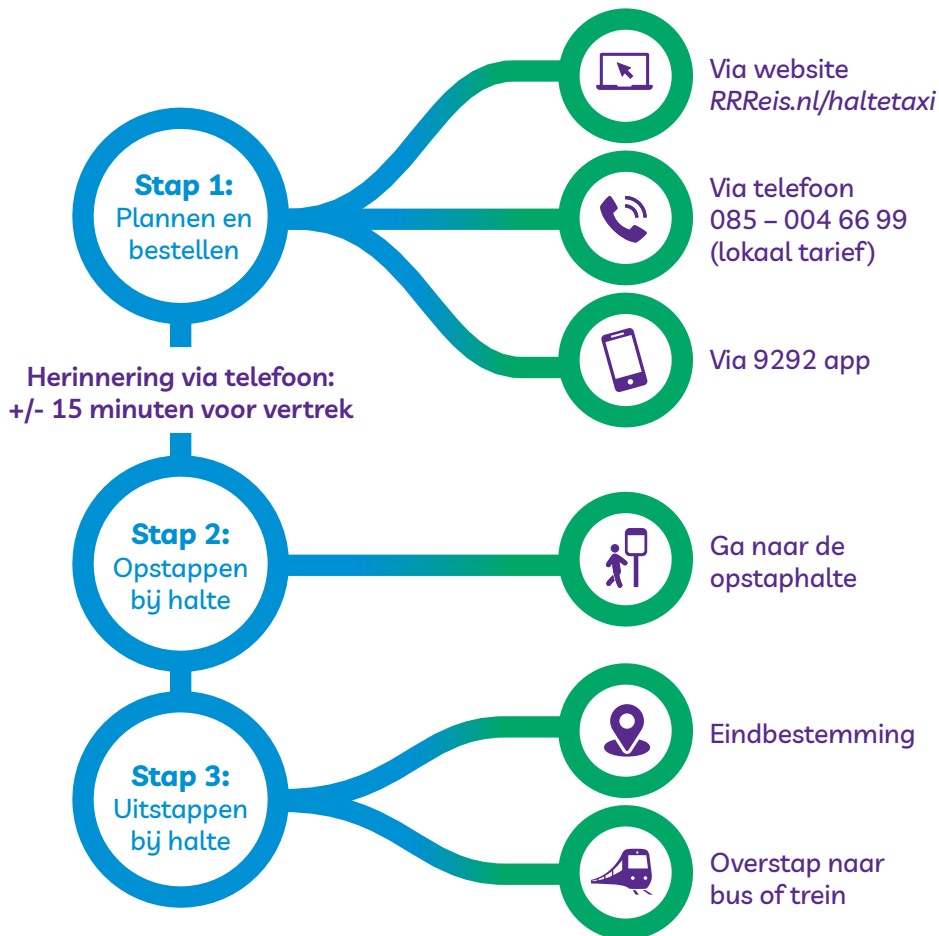 Via website
RRReis.nl/haltetaxi
Stap 1:
Plannen en
bestellen
Via telefoon
085 – 004 66 99
(lokaal tarief)
Via 9292 app
Herinnering via telefoon:
+/- 15 minuten voor vertrek
Stap 2:
Opstappen
bij halte
Ga naar de
opstaphalte
Stap 3:
Uitstappen
bij halte
Eindbestemming
Overstap naar
bus of trein